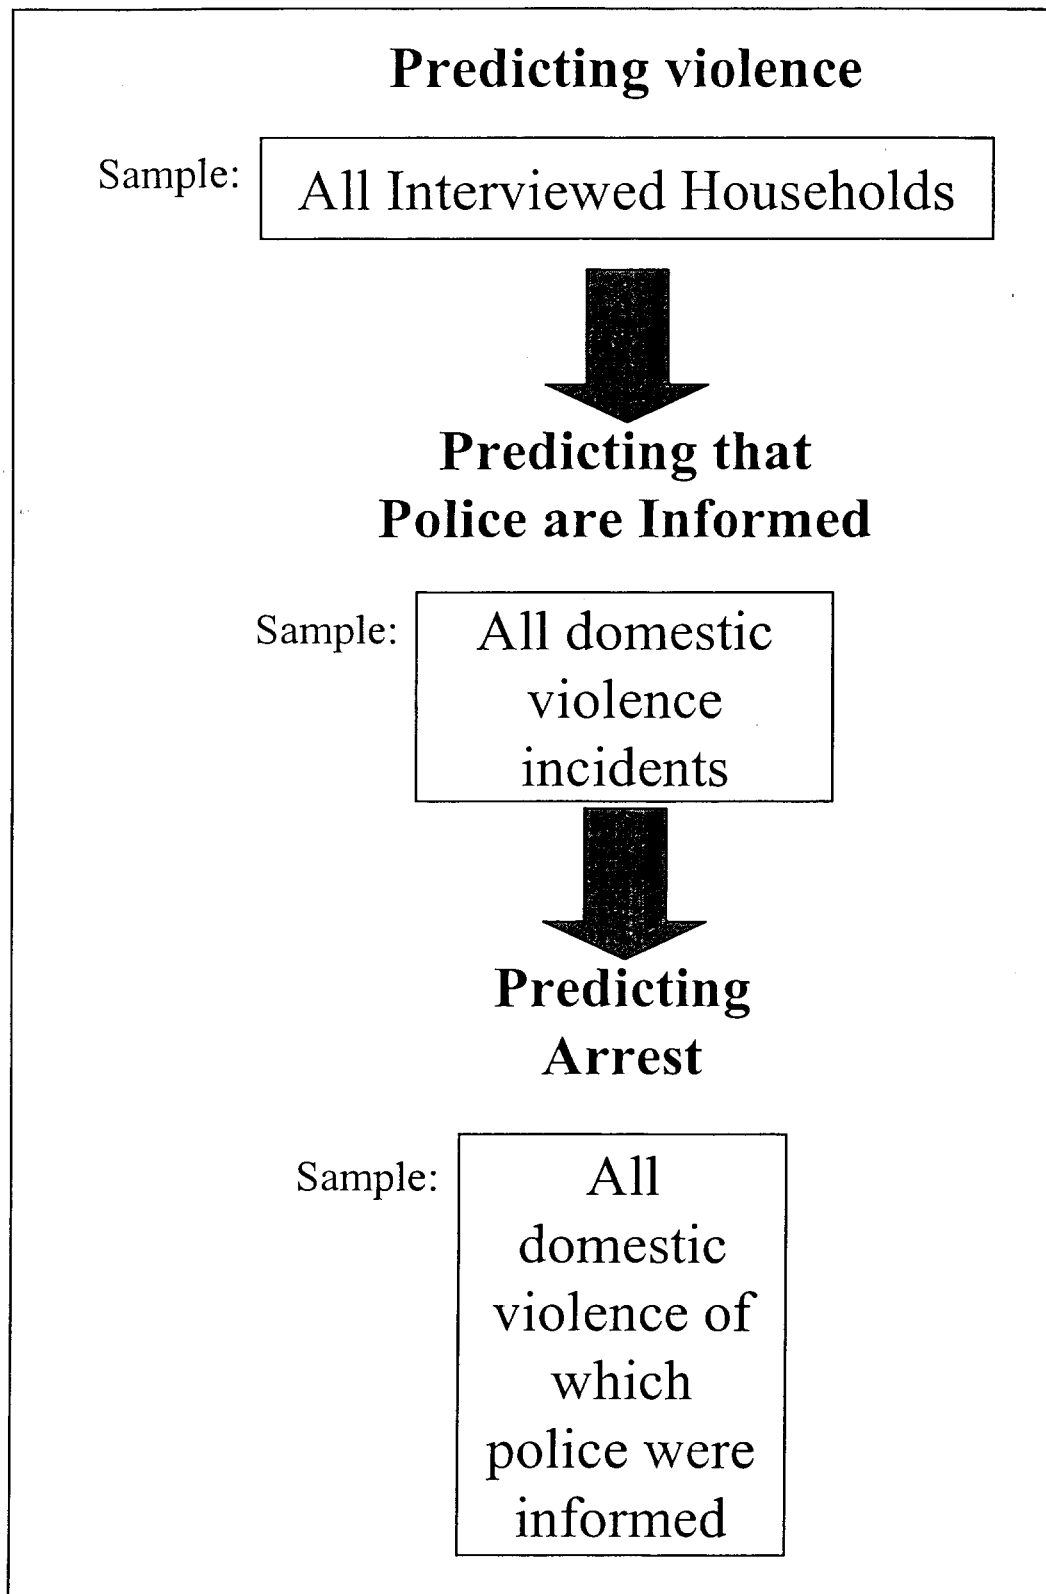 Predicting violence
Sample:
All Interviewed Households
Predicting that
Police are Informed
Sample:
All domestic
violence
incidents
Predicting
Arrest
Sample:
All
domestic
violence of
which
police were
informed